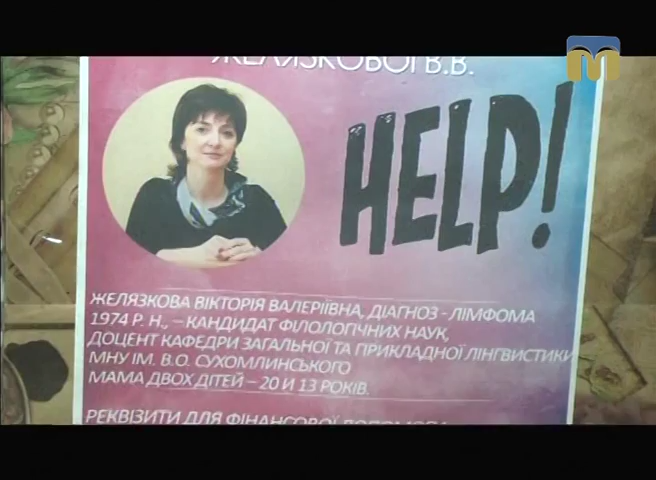 ЖЕЛЯЗКОВОЇ В.В.
HELP!
ЖЕЛЯЗКОВА ВІКТОРІЯ ВАЛЕРІЇВНА, ДІАГНОЗ - ЛІМФОМА
1974 Р. Н., – КАНДИДАТ ФІЛОЛОГІЧНИХ НАУК,
ДОЦЕНТ КАФЕДРИ ЗАГАЛЬНОЇ ТА ПРИКЛАДНОЇ ЛІНГВІСТИКИ
МНУ ІМ. В.О. СУХОМЛИНСЬКОГО
МАМА ДВОХ ДІТЕЙ – 20 И 13 РОКІВ.
РЕКВІЗИТИ ДЛЯ ФІНАНСОВОЇ ДОПОМОГИ